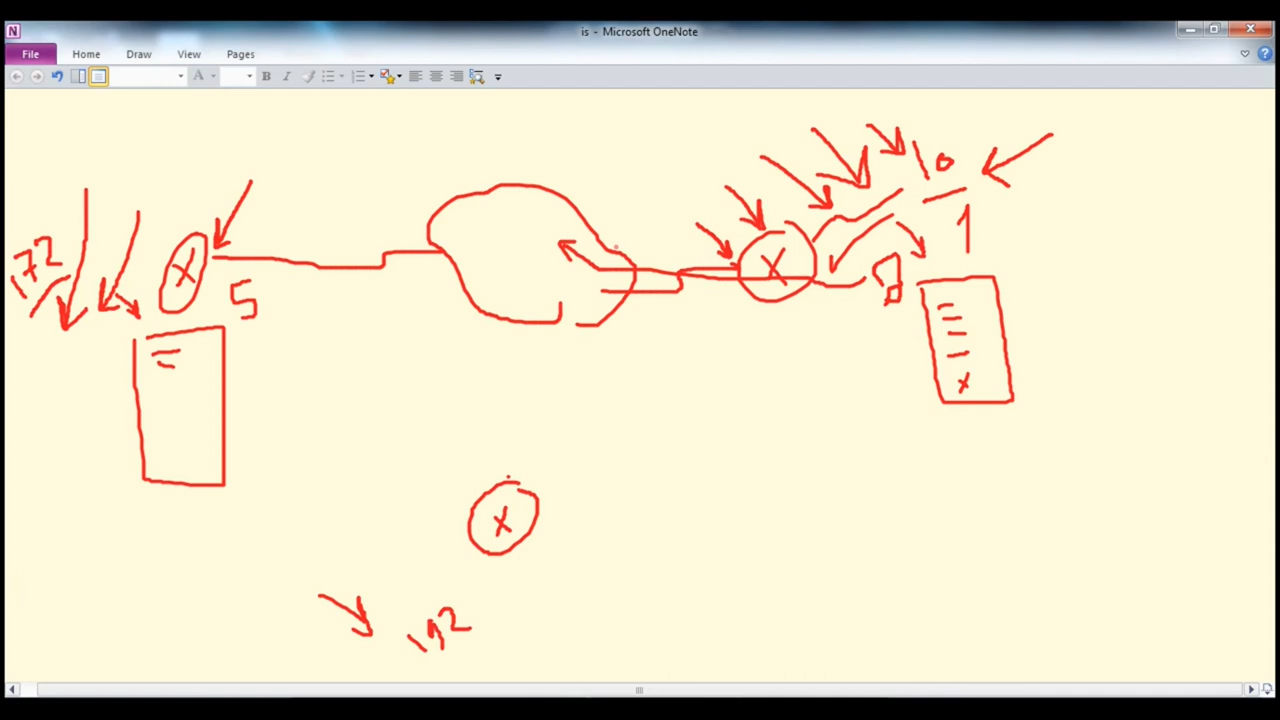 is - Microsoft OneNote
File Home Draw View Pages
A B I
172
X
5
X
10
1
X
X
192